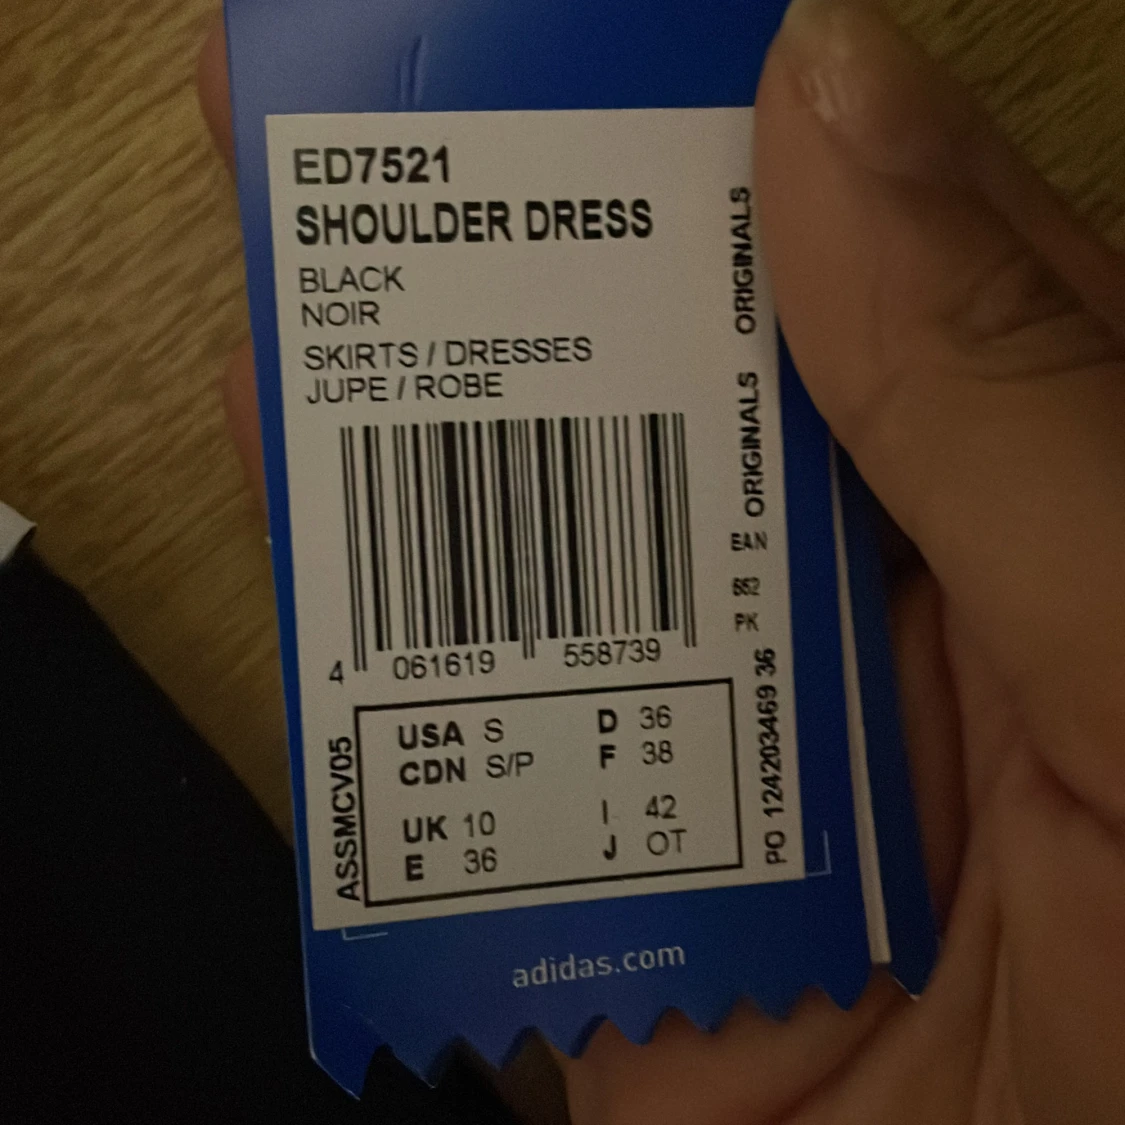 ED7521
SHOULDER DRESS
BLACK
NOIR
SKIRTS / DRESSES
JUPE / ROBE
4 061619 558739
ORIGINALS
ORIGINALS
EAN
662
PK
PO 124203469 36
ASSMCV05
USA S D 36
CDN S/P F 38
UK 10 I 42
E 36 J OT
adidas.com